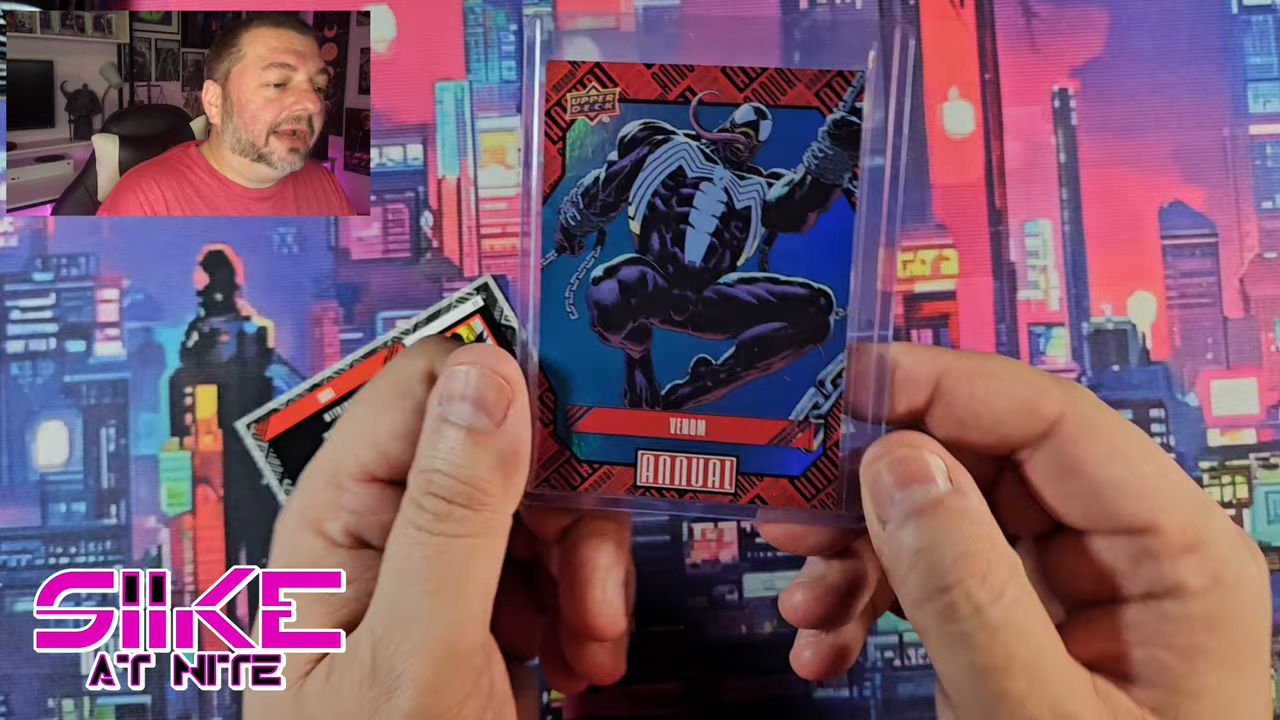 UPPER
DECK
VENOM
ANNUAL
SIIKE
AT NITE